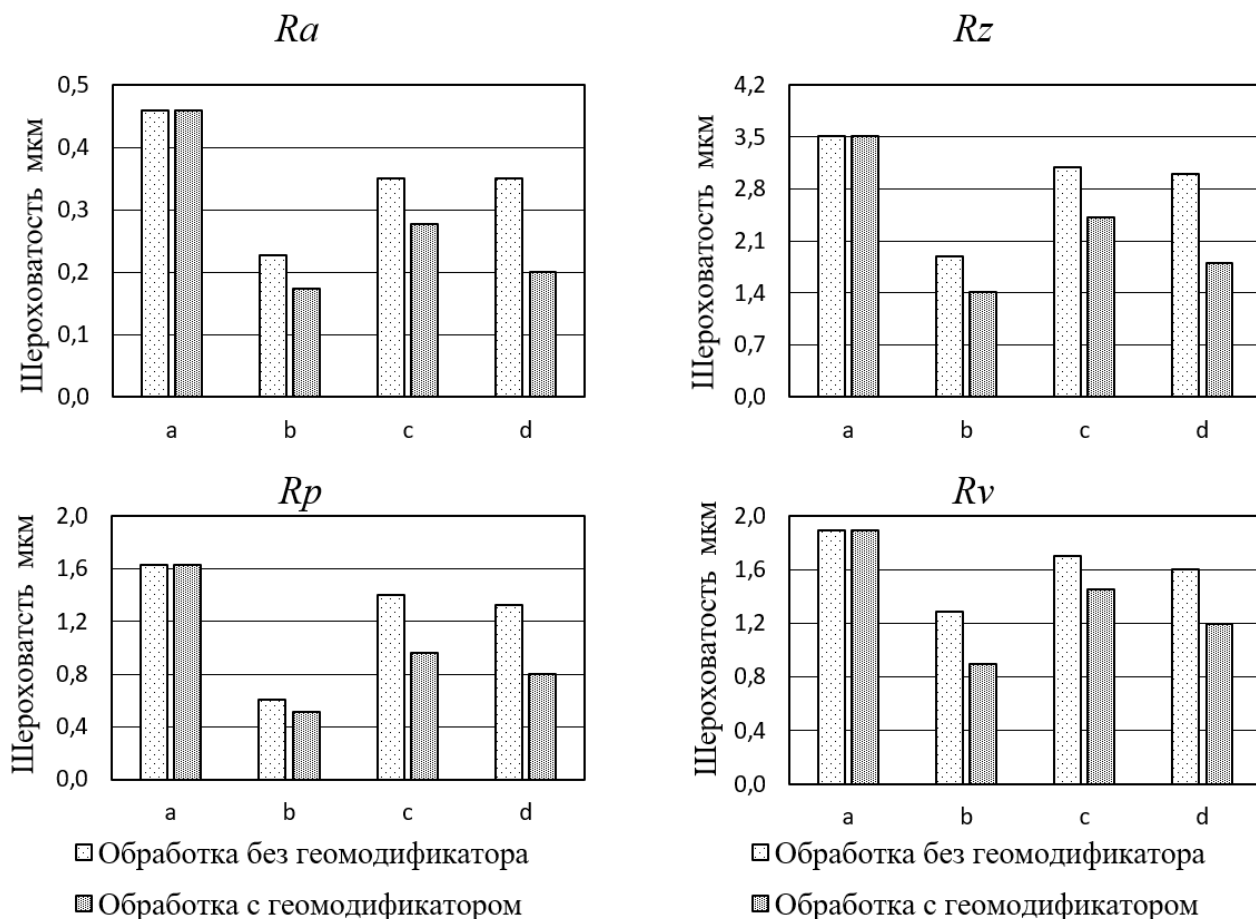 Ra
Шероховатость мкм
0,5
0,4
0,3
0,2
0,1
0,0
a b c d
Rz
Шероховатость мкм
4,2
3,5
2,8
2,1
1,4
0,7
0,0
a b c d
Rp
Шероховатсть мкм
2,0
1,6
1,2
0,8
0,4
0,0
a b c d
Обработка без геомодификатора
Обработка с геомодификатором
Rv
Шероховатость мкм
2,0
1,6
1,2
0,8
0,4
0,0
a b c d
Обработка без геомодификатора
Обработка с геомодификатором